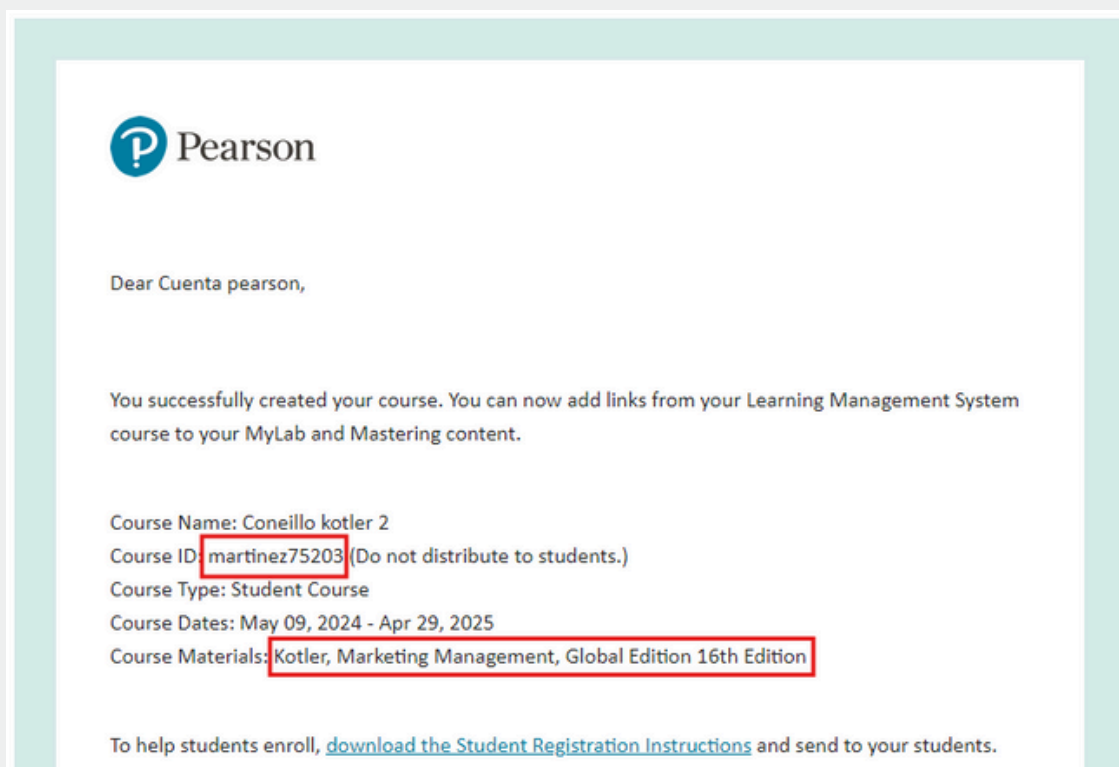 Pearson
Dear Cuenta pearson,
You successfully created your course. You can now add links from your Learning Management System
course to your MyLab and Mastering content.
Course Name: Coneillo kotler 2
Course ID: martinez75203 (Do not distribute to students.)
Course Type: Student Course
Course Dates: May 09, 2024 - Apr 29, 2025
Course Materials: Kotler, Marketing Management, Global Edition 16th Edition
To help students enroll, download the Student Registration Instructions and send to your students.